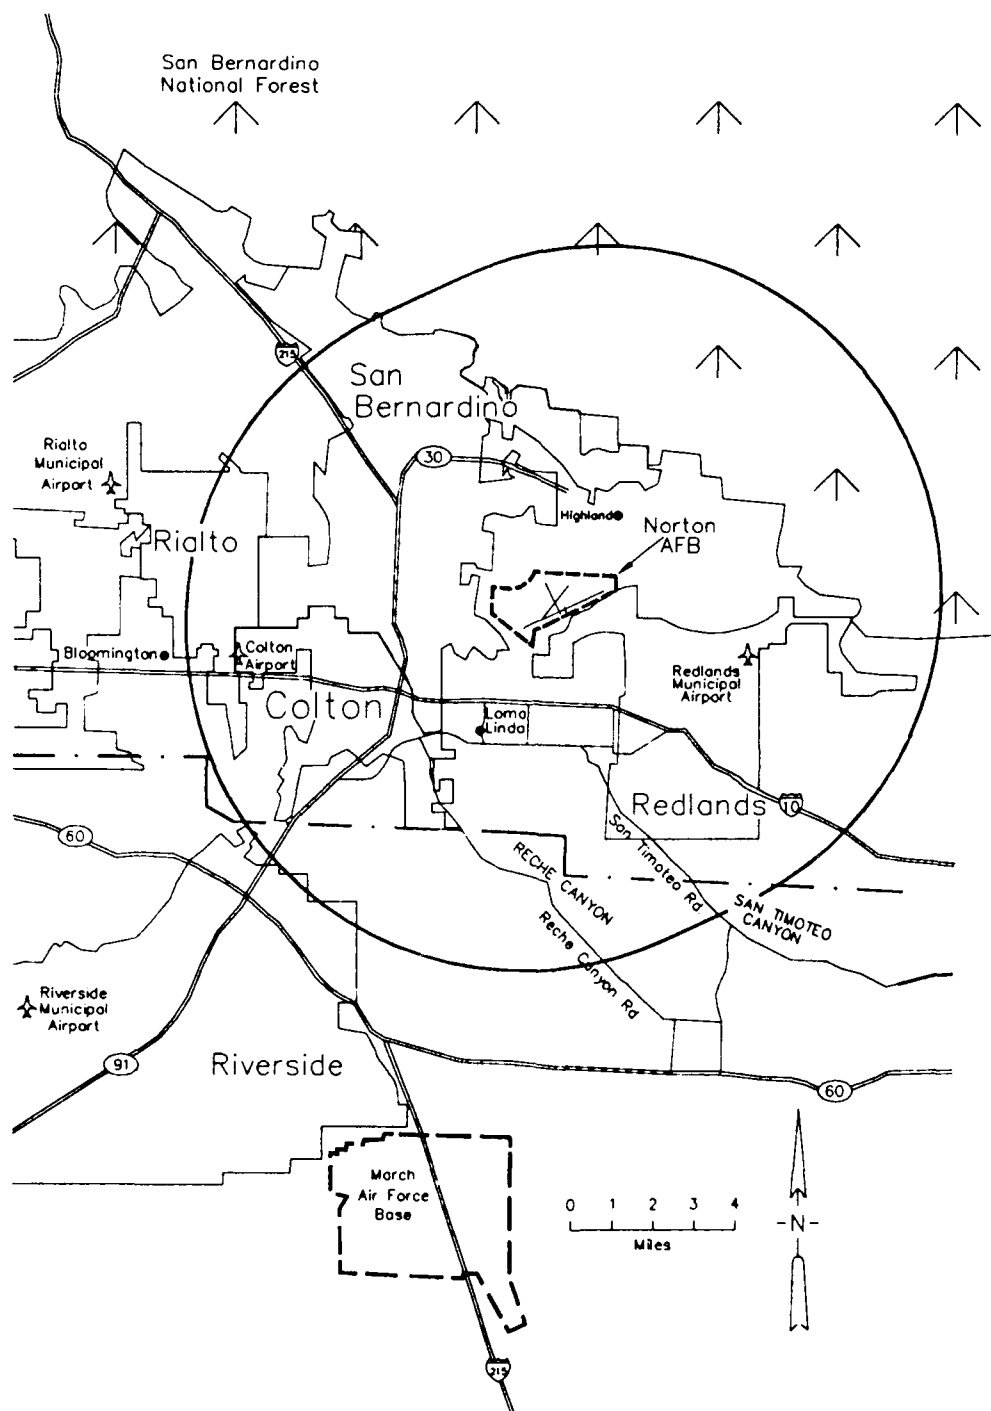 San Bernardino
National Forest
215
San
Bernardino
30
Rialto
Municipal
Airport
Highland
Norton
AFB
Rialto
Bloomington
Colton
Airport
Redlands
Municipal
Airport
Colton
Loma
Linda
Redlands
10
60
San Timoteo Rd
RECHE CANYON
SAN TIMOTEO
CANYON
Reche Canyon Rd
Riverside
Municipal
Airport
91
Riverside
60
March
Air Force
Base
0 1 2 3 4
Miles
-N-
215